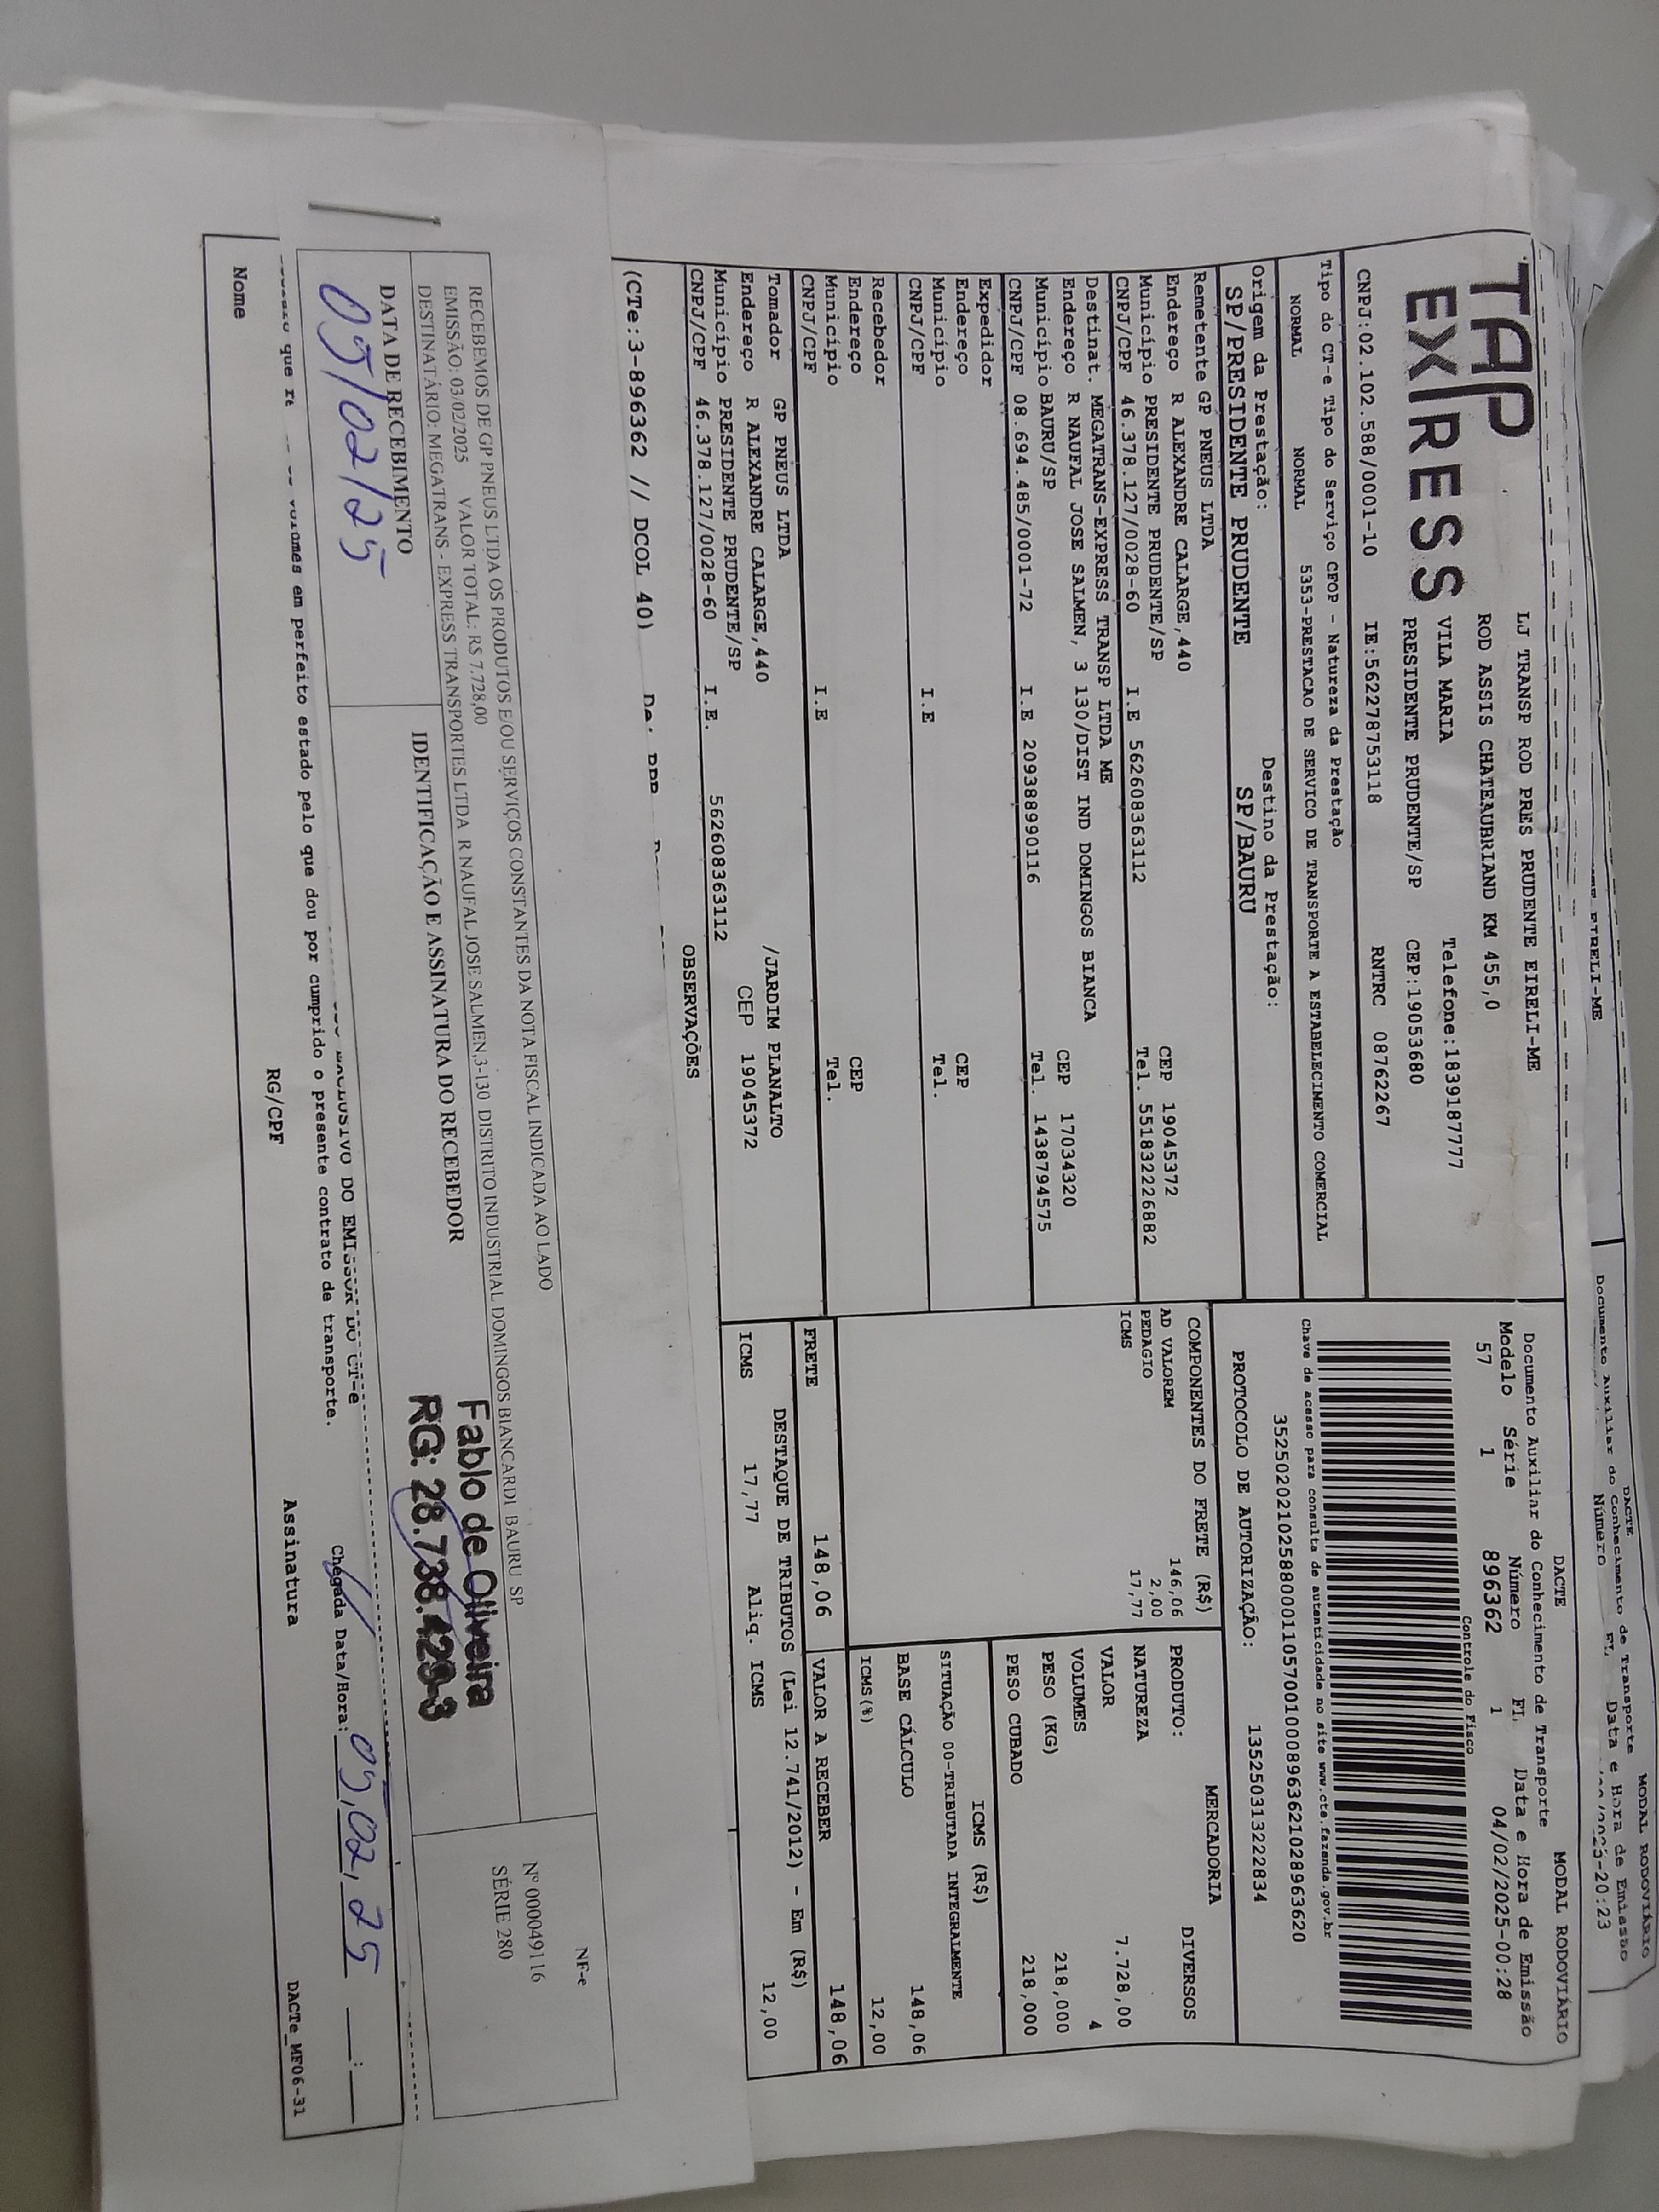 TAP
EXPRESS
LJ TRANSP ROD PRES PRUDENTE EIRELI-ME
ROD ASSIS CHATEAUBRIAND KM 455,0
VILA MARIA Telefone:1839187777
PRESIDENTE PRUDENTE/SP CEP:19053680
CNPJ:02.102.588/0001-10 IE:562278753118 RNTRC 08762267
Tipo do CT-e Tipo do Serviço CFOP - Natureza da Prestação
NORMAL NORMAL 5353-PRESTACAO DE SERVICO DE TRANSPORTE A ESTABELECIMENTO COMERCIAL
Origem da Prestação: Destino da Prestação:
SP/PRESIDENTE PRUDENTE SP/BAURU
Remetente GP PNEUS LTDA
Endereço R ALEXANDRE CALARGE,440 CEP 19045372
Município PRESIDENTE PRUDENTE/SP Tel. 551832226882
CNPJ/CPF 46.378.127/0028-60 I.E 562608363112
Destinat. MEGATRANS-EXPRESS TRANSP LTDA ME
Endereço R NAUFAL JOSE SALMEN, 3 130/DIST IND DOMINGOS BIANCA CEP 17034320
Município BAURU/SP Tel. 1438794575
CNPJ/CPF 08.694.485/0001-72 I.E 209388990116
Expedidor
Endereço CEP
Município Tel.
CNPJ/CPF I.E
Recebedor
Endereço CEP
Município Tel.
CNPJ/CPF I.E
Tomador GP PNEUS LTDA /JARDIM PLANALTO
Endereço R ALEXANDRE CALARGE,440 CEP 19045372
Município PRESIDENTE PRUDENTE/SP
CNPJ/CPF 46.378.127/0028-60 I.E. 562608363112
OBSERVAÇÕES
(CTe:3-896362 // DCOL 40)
DACTE MODAL RODOVIÁRIO
Documento Auxiliar do Conhecimento de Transporte
Modelo Série Número FL Data e Hora de Emissão
57 1 896362 1 04/02/2025-00:28
Controle do Fisco
Chave de acesso para consulta de autenticidade no site www.cte.fazenda.gov.br
35250202102588000110570010008963621028963620
PROTOCOLO DE AUTORIZAÇÃO: 135250313222834
COMPONENTES DO FRETE (R$)
AD VALOREM 146,06
PEDAGIO 2,00
ICMS 17,77
MERCADORIA
PRODUTO: DIVERSOS
NATUREZA
VALOR 7.728,00
VOLUMES 4
PESO (KG) 218,000
PESO CUBADO 218,000
ICMS (R$)
SITUAÇÃO 00-TRIBUTADA INTEGRALMENTE
BASE CÁLCULO 148,06
ICMS(%) 12,00
FRETE 148,06 VALOR A RECEBER 148,06
DESTAQUE DE TRIBUTOS (Lei 12.741/2012) - Em (R$)
ICMS 17,77 Aliq. ICMS 12,00
RECEBEMOS DE GP PNEUS LTDA OS PRODUTOS E/OU SERVIÇOS CONSTANTES DA NOTA FISCAL INDICADA AO LADO
EMISSÃO: 03/02/2025 VALOR TOTAL: R$ 7.728,00
DESTINATÁRIO: MEGATRANS - EXPRESS TRANSPORTES LTDA R NAUFAL JOSE SALMEN,3-130 DISTRITO INDUSTRIAL DOMINGOS BIANCARDI BAURU SP
DATA DE RECEBIMENTO IDENTIFICAÇÃO E ASSINATURA DO RECEBEDOR
05/02/25
Fabio de Oliveira
RG: 28.738.429-3
NF-e
Nº 000049116
SÉRIE 280
DO EMISSOR DO CT-e
em perfeito estado pelo que dou por cumprido o presente contrato de transporte.
Chegada Data/Hora: 05,02,25
Nome RG/CPF Assinatura
DACTe_MF06-31